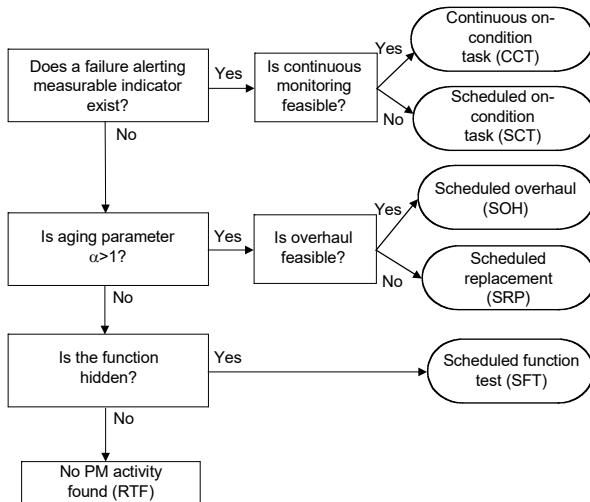 Does a failure alerting
measurable indicator
exist?
Yes
Is continuous
monitoring
feasible?
Yes
Continuous on-
condition
task (CCT)
No
Scheduled on-
condition
task (SCT)
No
Is aging parameter
α>1?
Yes
Is overhaul
feasible?
Yes
Scheduled overhaul
(SOH)
No
Scheduled
replacement
(SRP)
No
Is the function
hidden?
Yes
Scheduled function
test (SFT)
No
No PM activity
found (RTF)